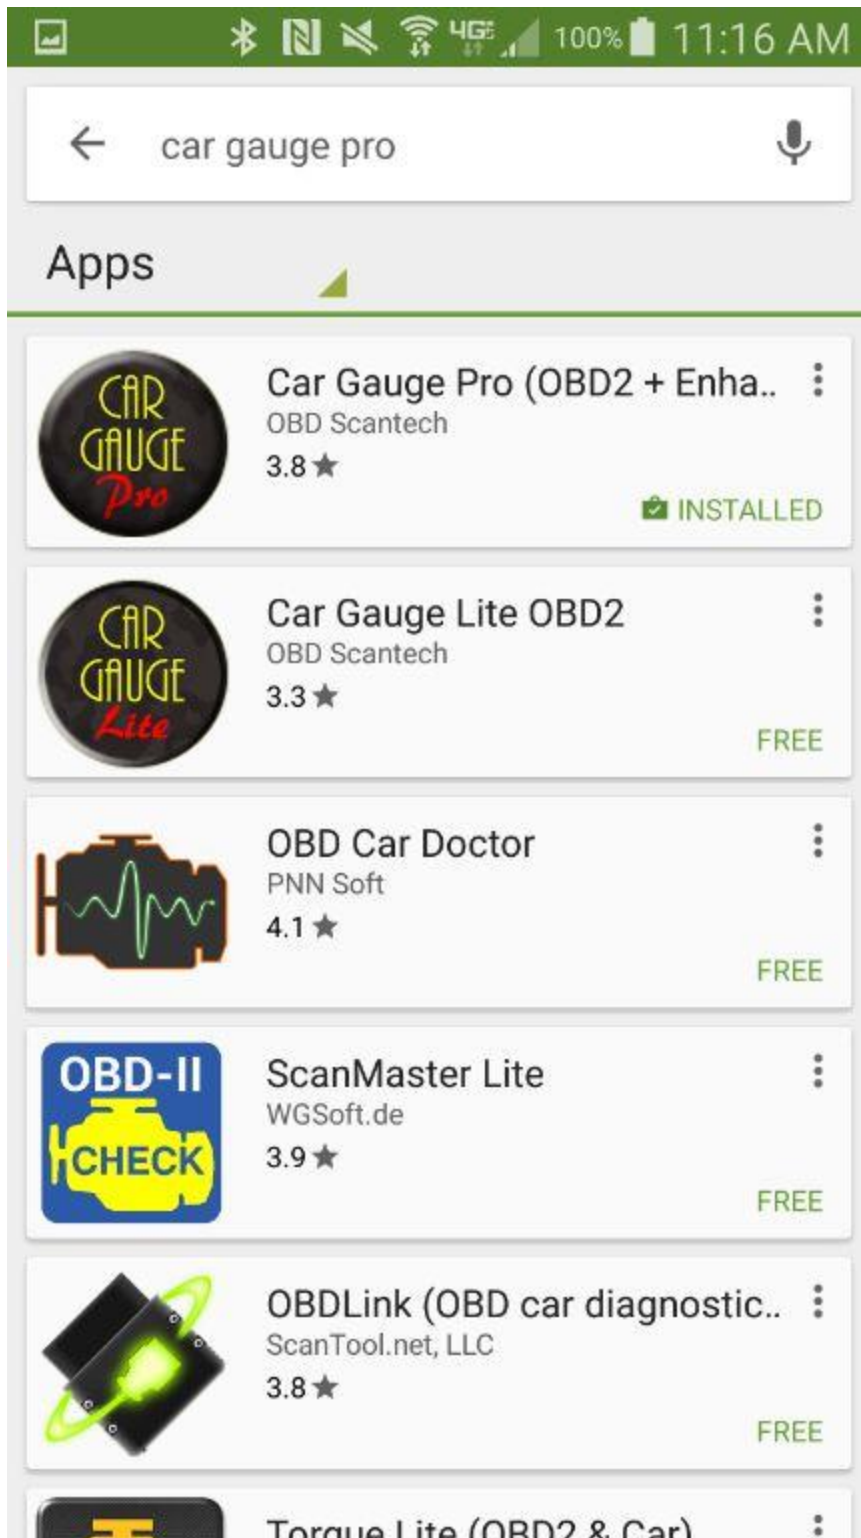 4GE 100% 11:16 AM
car gauge pro
Apps
CAR
GAUGE
Pro
Car Gauge Pro (OBD2 + Enha..
OBD Scantech
3.8
INSTALLED
CAR
GAUGE
Lite
Car Gauge Lite OBD2
OBD Scantech
3.3
FREE
OBD Car Doctor
PNN Soft
4.1
FREE
OBD-II
CHECK
ScanMaster Lite
WGSoft.de
3.9
FREE
OBDLink (OBD car diagnostic..
ScanTool.net, LLC
3.8
FREE
Torque Lite (OBD2 & Car)